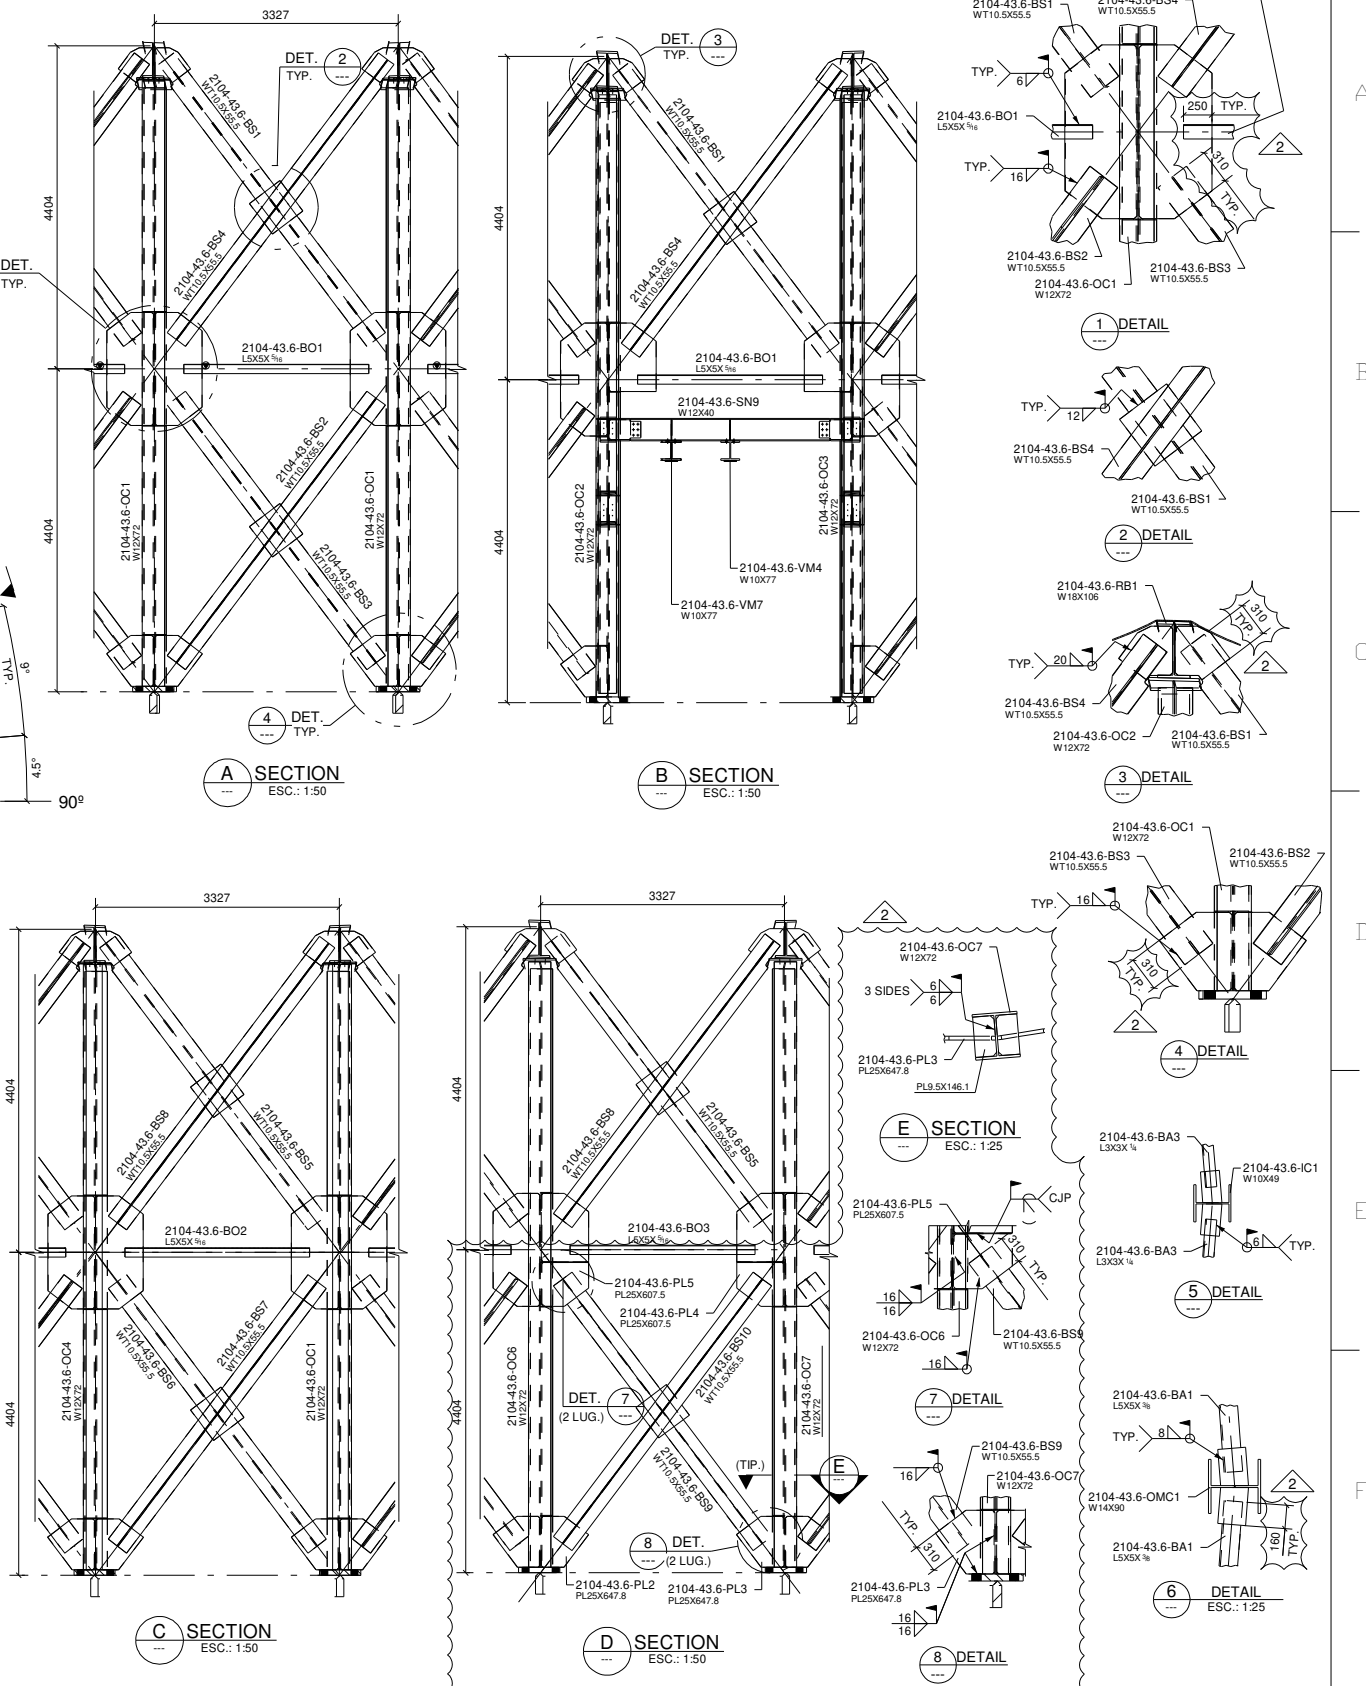 3327
DET.
2
TYP.
---
4404
2104-43.6-BS1
WT10.5X55.5
2104-43.6-BS4
WT10.5X55.5
DET.
TYP.
2104-43.6-BO1
L5X5X 5/16
4404
2104-43.6-BS2
WT10.5X55.5
2104-43.6-OC1
W12X72
2104-43.6-OC1
W12X72
2104-43.6-BS3
WT10.5X55.5
9°
TYP.
4.5°
90º
4
DET.
TYP.
---
A
SECTION
---
ESC.: 1:50
DET.
3
TYP.
---
4404
2104-43.6-BS1
WT10.5X55.5
2104-43.6-BS4
WT10.5X55.5
2104-43.6-BO1
L5X5X 5/16
2104-43.6-SN9
W12X40
4404
2104-43.6-OC2
W12X72
2104-43.6-OC3
W12X72
2104-43.6-VM4
W10X77
2104-43.6-VM7
W10X77
B
SECTION
---
ESC.: 1:50
2104-43.6-BS1
WT10.5X55.5
2104-43.6-BS4
WT10.5X55.5
TYP.
6
250 TYP.
2104-43.6-BO1
L5X5X 5/16
2
310
TYP.
TYP.
16
2104-43.6-BS2
WT10.5X55.5
2104-43.6-BS3
WT10.5X55.5
2104-43.6-OC1
W12X72
1
DETAIL
---
TYP.
12
2104-43.6-BS4
WT10.5X55.5
2104-43.6-BS1
WT10.5X55.5
2
DETAIL
---
2104-43.6-RB1
W18X106
310
TYP.
2
TYP.
20
2104-43.6-BS4
WT10.5X55.5
2104-43.6-OC2
W12X72
2104-43.6-BS1
WT10.5X55.5
3
DETAIL
---
2104-43.6-OC1
W12X72
2104-43.6-BS3
WT10.5X55.5
2104-43.6-BS2
WT10.5X55.5
TYP.
16
310
TYP.
2
4
DETAIL
---
3327
4404
2104-43.6-BS8
WT10.5X55.5
2104-43.6-BS5
WT10.5X55.5
2104-43.6-BO2
L5X5X 5/16
4404
2104-43.6-BS7
WT10.5X55.5
2104-43.6-BS6
WT10.5X55.5
2104-43.6-OC4
W12X72
2104-43.6-OC1
W12X72
C
SECTION
---
ESC.: 1:50
3327
4404
2104-43.6-BS8
WT10.5X55.5
2104-43.6-BS5
WT10.5X55.5
2104-43.6-BO3
L5X5X 5/16
2104-43.6-PL5
PL25X607.5
2104-43.6-PL4
PL25X607.5
4404
2104-43.6-OC6
W12X72
2104-43.6-BS10
WT10.5X55.5
2104-43.6-OC7
W12X72
DET.
7
(2 LUG.)
---
2104-43.6-BS9
WT10.5X55.5
(TIP.)
E
---
8
DET.
---
(2 LUG.)
2104-43.6-PL2
PL25X647.8
2104-43.6-PL3
PL25X647.8
D
SECTION
---
ESC.: 1:50
2
2104-43.6-OC7
W12X72
3 SIDES
6
6
2104-43.6-PL3
PL25X647.8
PL9.5X146.1
E
SECTION
---
ESC.: 1:25
2104-43.6-PL5
PL25X607.5
CJP
310
TYP.
16
16
2104-43.6-OC6
W12X72
2104-43.6-BS9
WT10.5X55.5
16
7
DETAIL
---
2104-43.6-BS9
WT10.5X55.5
16
2104-43.6-OC7
W12X72
TYP.
310
2104-43.6-PL3
PL25X647.8
16
16
8
DETAIL
---
2104-43.6-BA3
L3X3X 1/4
2104-43.6-IC1
W10X49
2104-43.6-BA3
L3X3X 1/4
6
TYP.
5
DETAIL
---
2104-43.6-BA1
L5X5X 3/8
TYP.
8
2104-43.6-OMC1
W14X90
2
2104-43.6-BA1
L5X5X 3/8
160
TYP.
6
DETAIL
---
ESC.: 1:25
A
C
E
F